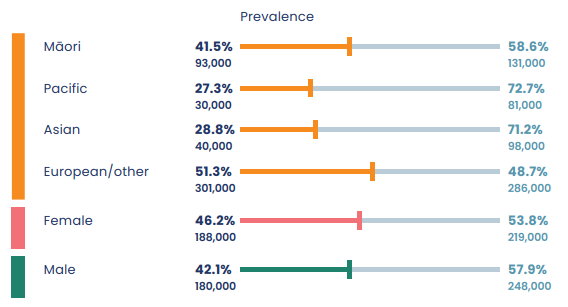 Prevalence
Māori 41.5% 58.6%
93,000 131,000
Pacific 27.3% 72.7%
30,000 81,000
Asian 28.8% 71.2%
40,000 98,000
European/other 51.3% 48.7%
301,000 286,000
Female 46.2% 53.8%
188,000 219,000
Male 42.1% 57.9%
180,000 248,000